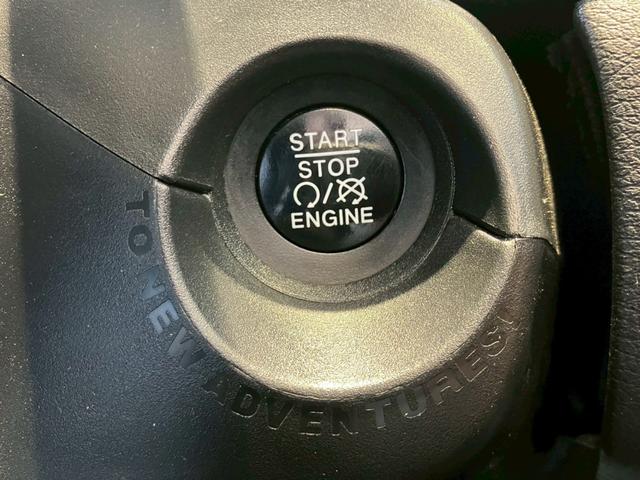 START
STOP
/
ENGINE
TO NEW ADVENTURES!